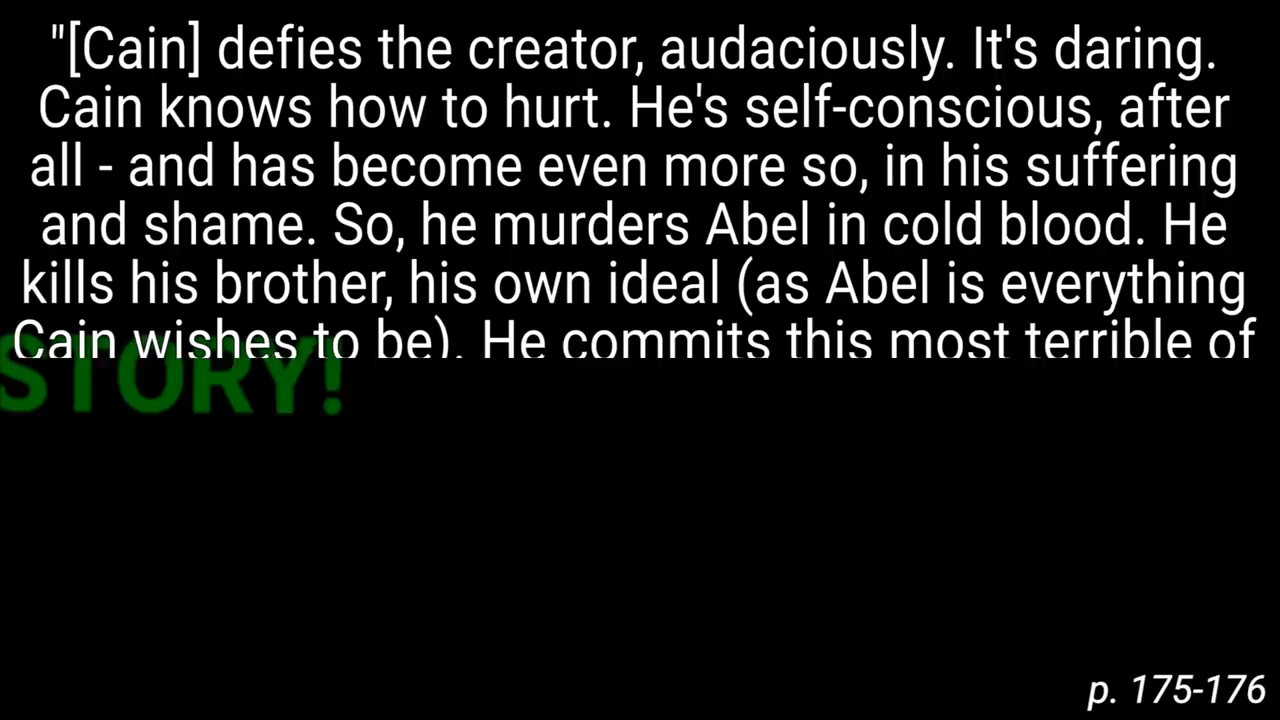 "[Cain] defies the creator, audaciously. It's daring.
Cain knows how to hurt. He's self-conscious, after
all - and has become even more so, in his suffering
and shame. So, he murders Abel in cold blood. He
kills his brother, his own ideal (as Abel is everything
Cain wishes to be). He commits this most terrible of
STORY!
p. 175-176